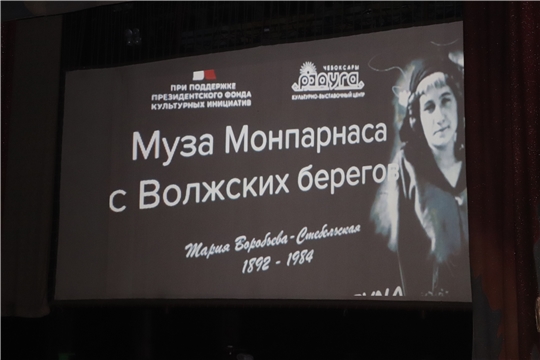 ПРИ ПОДДЕРЖКЕ
ПРЕЗИДЕНТСКОГО ФОНДА
КУЛЬТУРНЫХ ИНИЦИАТИВ
ЧЕБОКСАРЫ
РАДУГА
КУЛЬТУРНО-ВЫСТАВОЧНЫЙ ЦЕНТР
Муза Монпарнаса
с Волжских берегов
Мария Воробьева-Стебельская
1892 - 1984